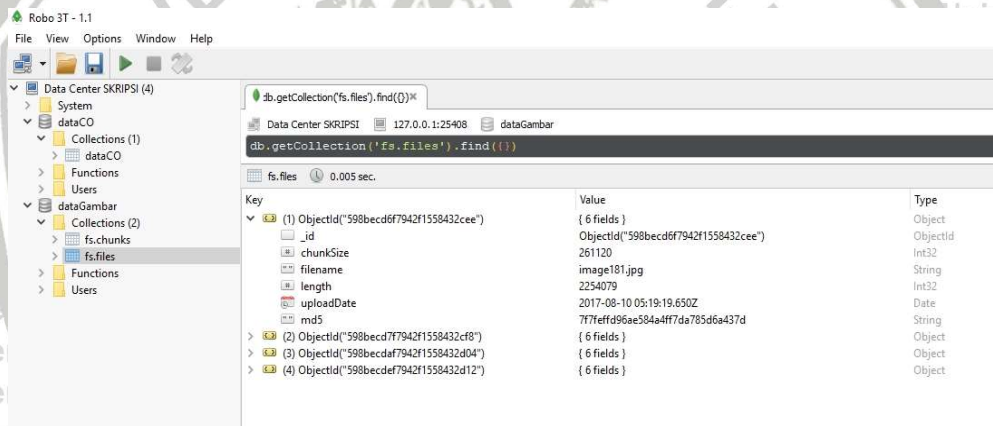 Robo 3T - 1.1
File View Options Window Help
Data Center SKRIPSI (4)
System
dataCO
Collections (1)
dataCO
Functions
Users
dataGambar
Collections (2)
fs.chunks
fs.files
Functions
Users
db.getCollection('fs.files').find({})
Data Center SKRIPSI 127.0.0.1:25408 dataGambar
db.getCollection('fs.files').find({})
fs.files 0.005 sec.
Key Value Type
(1) ObjectId("598becd6f7942f1558432cee") { 6 fields } Object
_id ObjectId("598becd6f7942f1558432cee") ObjectId
chunkSize 261120 Int32
filename image181.jpg String
length 2254079 Int32
uploadDate 2017-08-10 05:19:19.650Z Date
md5 7f7feffd96ae584a4ff7da785d6a437d String
(2) ObjectId("598becd7f7942f1558432cf8") { 6 fields } Object
(3) ObjectId("598becdaf7942f1558432d04") { 6 fields } Object
(4) ObjectId("598becdef7942f1558432d12") { 6 fields } Object